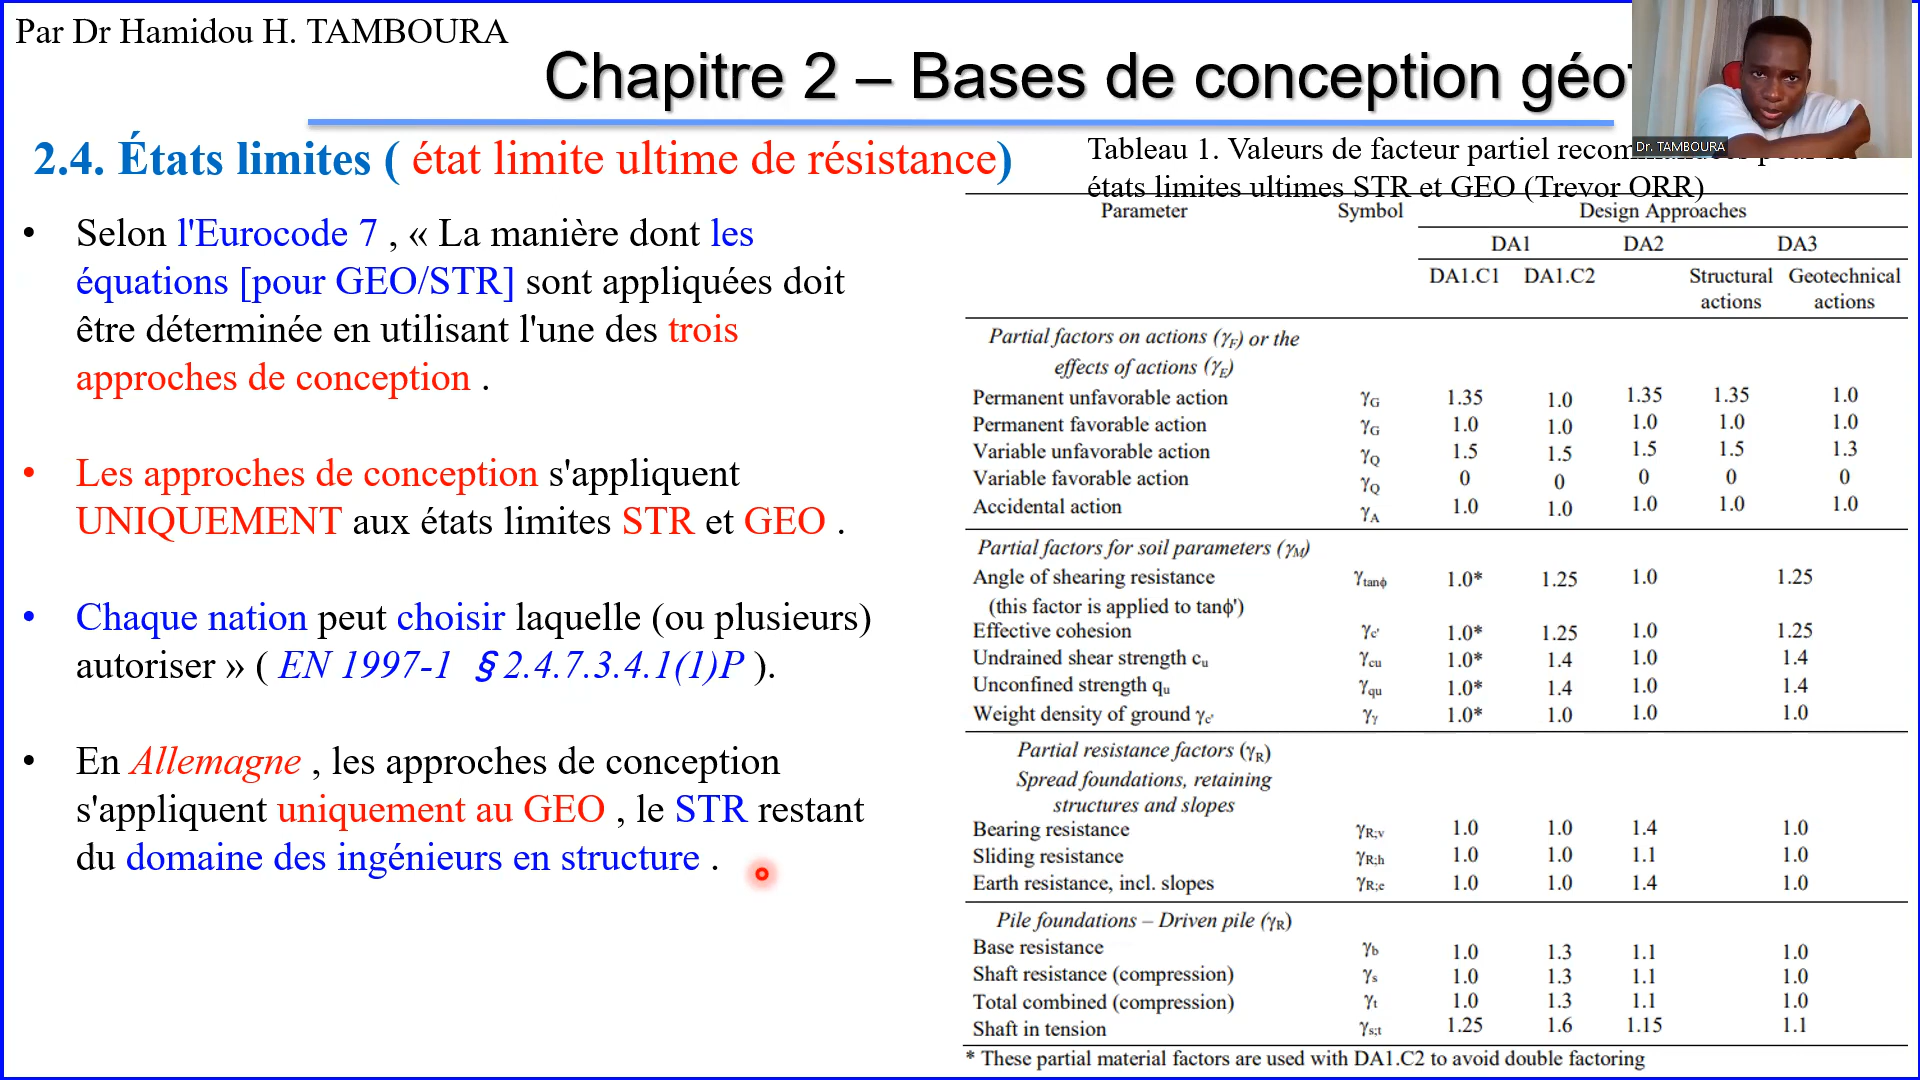 Par Dr Hamidou H. TAMBOURA
Chapitre 2 – Bases de conception géo
2.4. États limites ( état limite ultime de résistance)
• Selon l'Eurocode 7 , « La manière dont les
équations [pour GEO/STR] sont appliquées doit
être déterminée en utilisant l'une des trois
approches de conception .
• Les approches de conception s'appliquent
UNIQUEMENT aux états limites STR et GEO .
• Chaque nation peut choisir laquelle (ou plusieurs)
autoriser » ( EN 1997-1 § 2.4.7.3.4.1(1)P ).
• En Allemagne , les approches de conception
s'appliquent uniquement au GEO , le STR restant
du domaine des ingénieurs en structure .
Dr. TAMBOURA
Tableau 1. Valeurs de facteur partiel
états limites ultimes STR et GEO (Trevor ORR)
Parameter Symbol Design Approaches
DA1 DA2 DA3
DA1.C1 DA1.C2 Structural Geotechnical
actions actions
Partial factors on actions (γF) or the
effects of actions (γE)
Permanent unfavorable action γG 1.35 1.0 1.35 1.35 1.0
Permanent favorable action γG 1.0 1.0 1.0 1.0 1.0
Variable unfavorable action γQ 1.5 1.5 1.5 1.5 1.3
Variable favorable action γQ 0 0 0 0 0
Accidental action γA 1.0 1.0 1.0 1.0 1.0
Partial factors for soil parameters (γM)
Angle of shearing resistance γtanϕ 1.0* 1.25 1.0 1.25
(this factor is applied to tanϕ')
Effective cohesion γc' 1.0* 1.25 1.0 1.25
Undrained shear strength cu γcu 1.0* 1.4 1.0 1.4
Unconfined strength qu γqu 1.0* 1.4 1.0 1.4
Weight density of ground γc' γγ 1.0* 1.0 1.0 1.0
Partial resistance factors (γR)
Spread foundations, retaining
structures and slopes
Bearing resistance γR;v 1.0 1.0 1.4 1.0
Sliding resistance γR;h 1.0 1.0 1.1 1.0
Earth resistance, incl. slopes γR;e 1.0 1.0 1.4 1.0
Pile foundations – Driven pile (γR)
Base resistance γb 1.0 1.3 1.1 1.0
Shaft resistance (compression) γs 1.0 1.3 1.1 1.0
Total combined (compression) γt 1.0 1.3 1.1 1.0
Shaft in tension γs;t 1.25 1.6 1.15 1.1
* These partial material factors are used with DA1.C2 to avoid double factoring